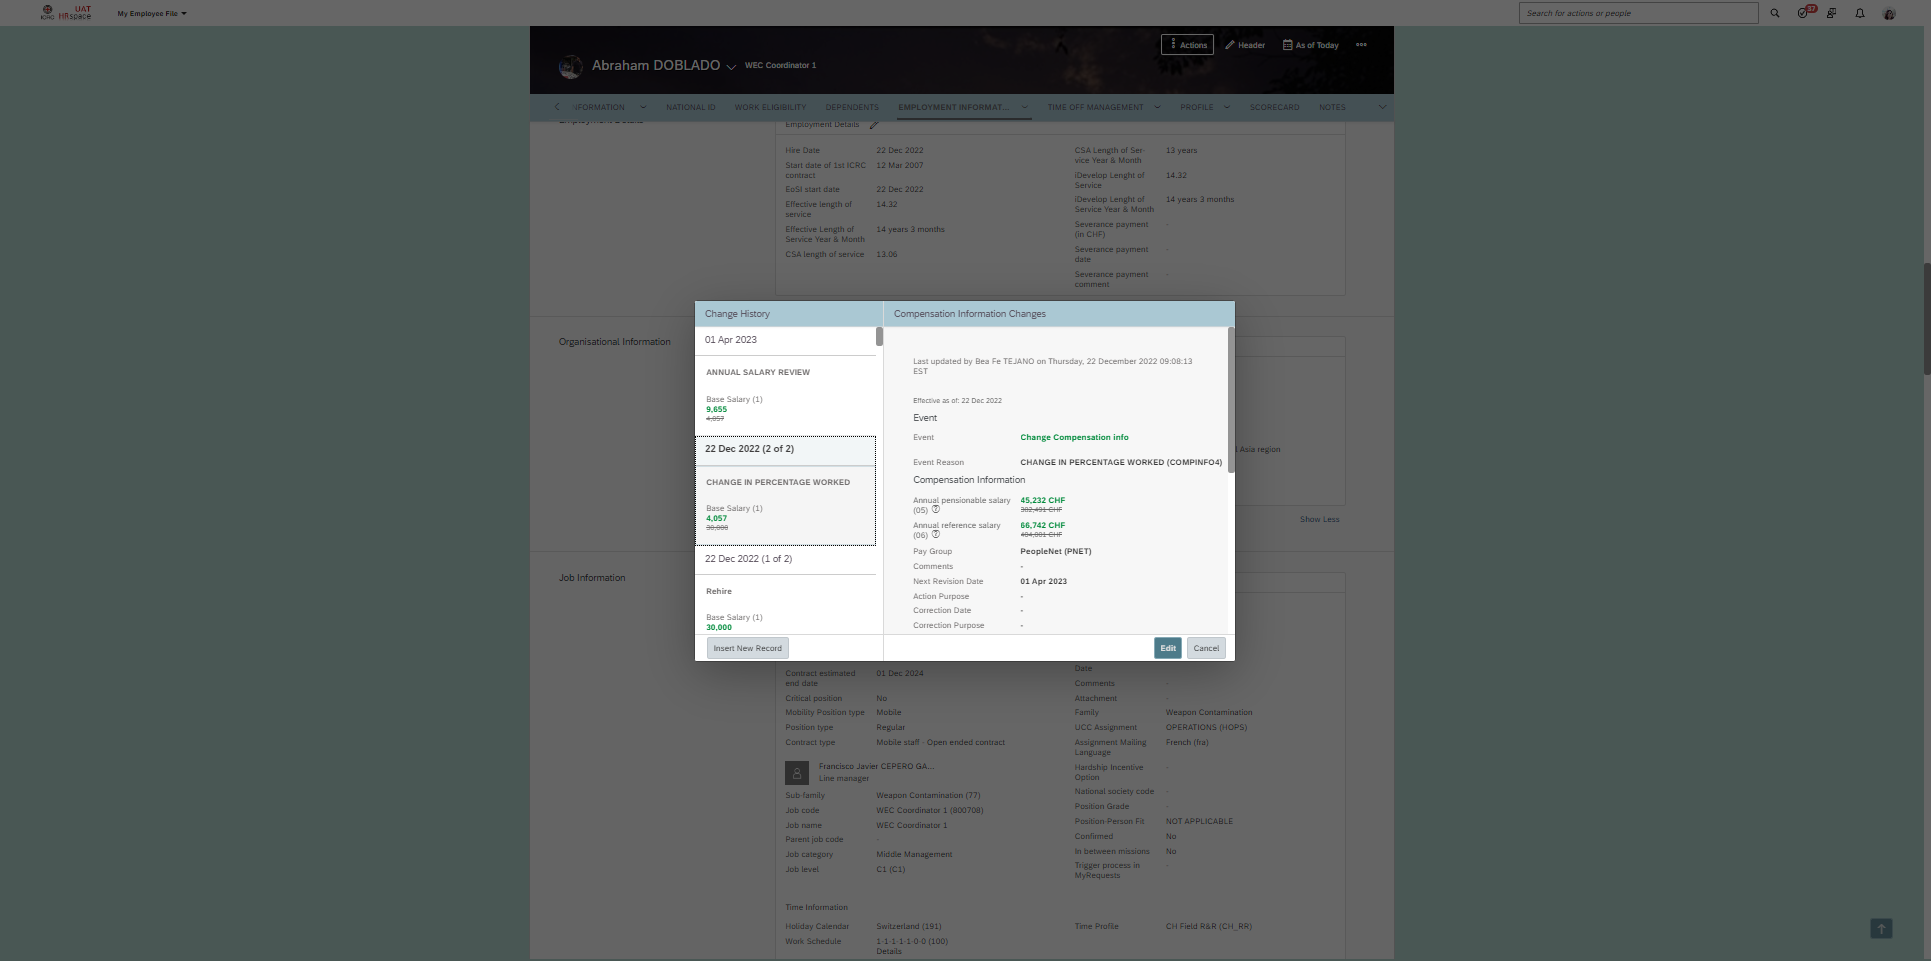 ICRC
UAT
HRspace
My Employee File
Search for actions or people
37
Actions
Header
As of Today
Abraham DOBLADO
WEC Coordinator 1
NATIONAL ID
WORK ELIGIBILITY
DEPENDENTS
EMPLOYMENT INFORMAT...
TIME OFF MANAGEMENT
PROFILE
SCORECARD
NOTES
Employment Details
Hire Date
22 Dec 2022
Start date of 1st ICRC
contract
12 Mar 2007
EoSI start date
22 Dec 2022
Effective length of
service
14.32
Effective Length of
Service Year & Month
14 years 3 months
CSA length of service
13.06
CSA Length of Ser-
vice Year & Month
13 years
iDevelop Lenght of
Service
14.32
iDevelop Lenght of
Service Year & Month
14 years 3 months
Severance payment
(in CHF)
-
Severance payment
date
-
Severance payment
comment
-
Organisational Information
Asia region
Show Less
Change History
01 Apr 2023
ANNUAL SALARY REVIEW
Base Salary (1)
9,655
4,057
22 Dec 2022 (2 of 2)
CHANGE IN PERCENTAGE WORKED
Base Salary (1)
4,057
30,000
22 Dec 2022 (1 of 2)
Rehire
Base Salary (1)
30,000
Insert New Record
Compensation Information Changes
Last updated by Bea Fe TEJANO on Thursday, 22 December 2022 09:08:13
EST
Effective as of: 22 Dec 2022
Event
Event
Change Compensation info
Event Reason
CHANGE IN PERCENTAGE WORKED (COMPINFO4)
Compensation Information
Annual pensionable salary
(05)
45,232 CHF
382,491 CHF
Annual reference salary
(06)
66,742 CHF
404,001 CHF
Pay Group
PeopleNet (PNET)
Comments
-
Next Revision Date
01 Apr 2023
Action Purpose
-
Correction Date
-
Correction Purpose
-
Edit
Cancel
Job Information
Contract estimated
end date
01 Dec 2024
Critical position
No
Mobility Position type
Mobile
Position type
Regular
Contract type
Mobile staff - Open ended contract
Francisco Javier CEPERO GA...
Line manager
Sub-family
Weapon Contamination (77)
Job code
WEC Coordinator 1 (800708)
Job name
WEC Coordinator 1
Parent job code
-
Job category
Middle Management
Job level
C1 (C1)
Date
Comments
-
Attachment
-
Family
Weapon Contamination
UCC Assignment
OPERATIONS (HOPS)
Assignment Mailing
Language
French (fra)
Hardship Incentive
Option
-
National society code
-
Position Grade
-
Position-Person Fit
NOT APPLICABLE
Confirmed
No
In between missions
No
Trigger process in
MyRequests
-
Time Information
Holiday Calendar
Switzerland (191)
Work Schedule
1-1-1-1-1-0-0 (100)
Details
Time Profile
CH Field R&R (CH_RR)